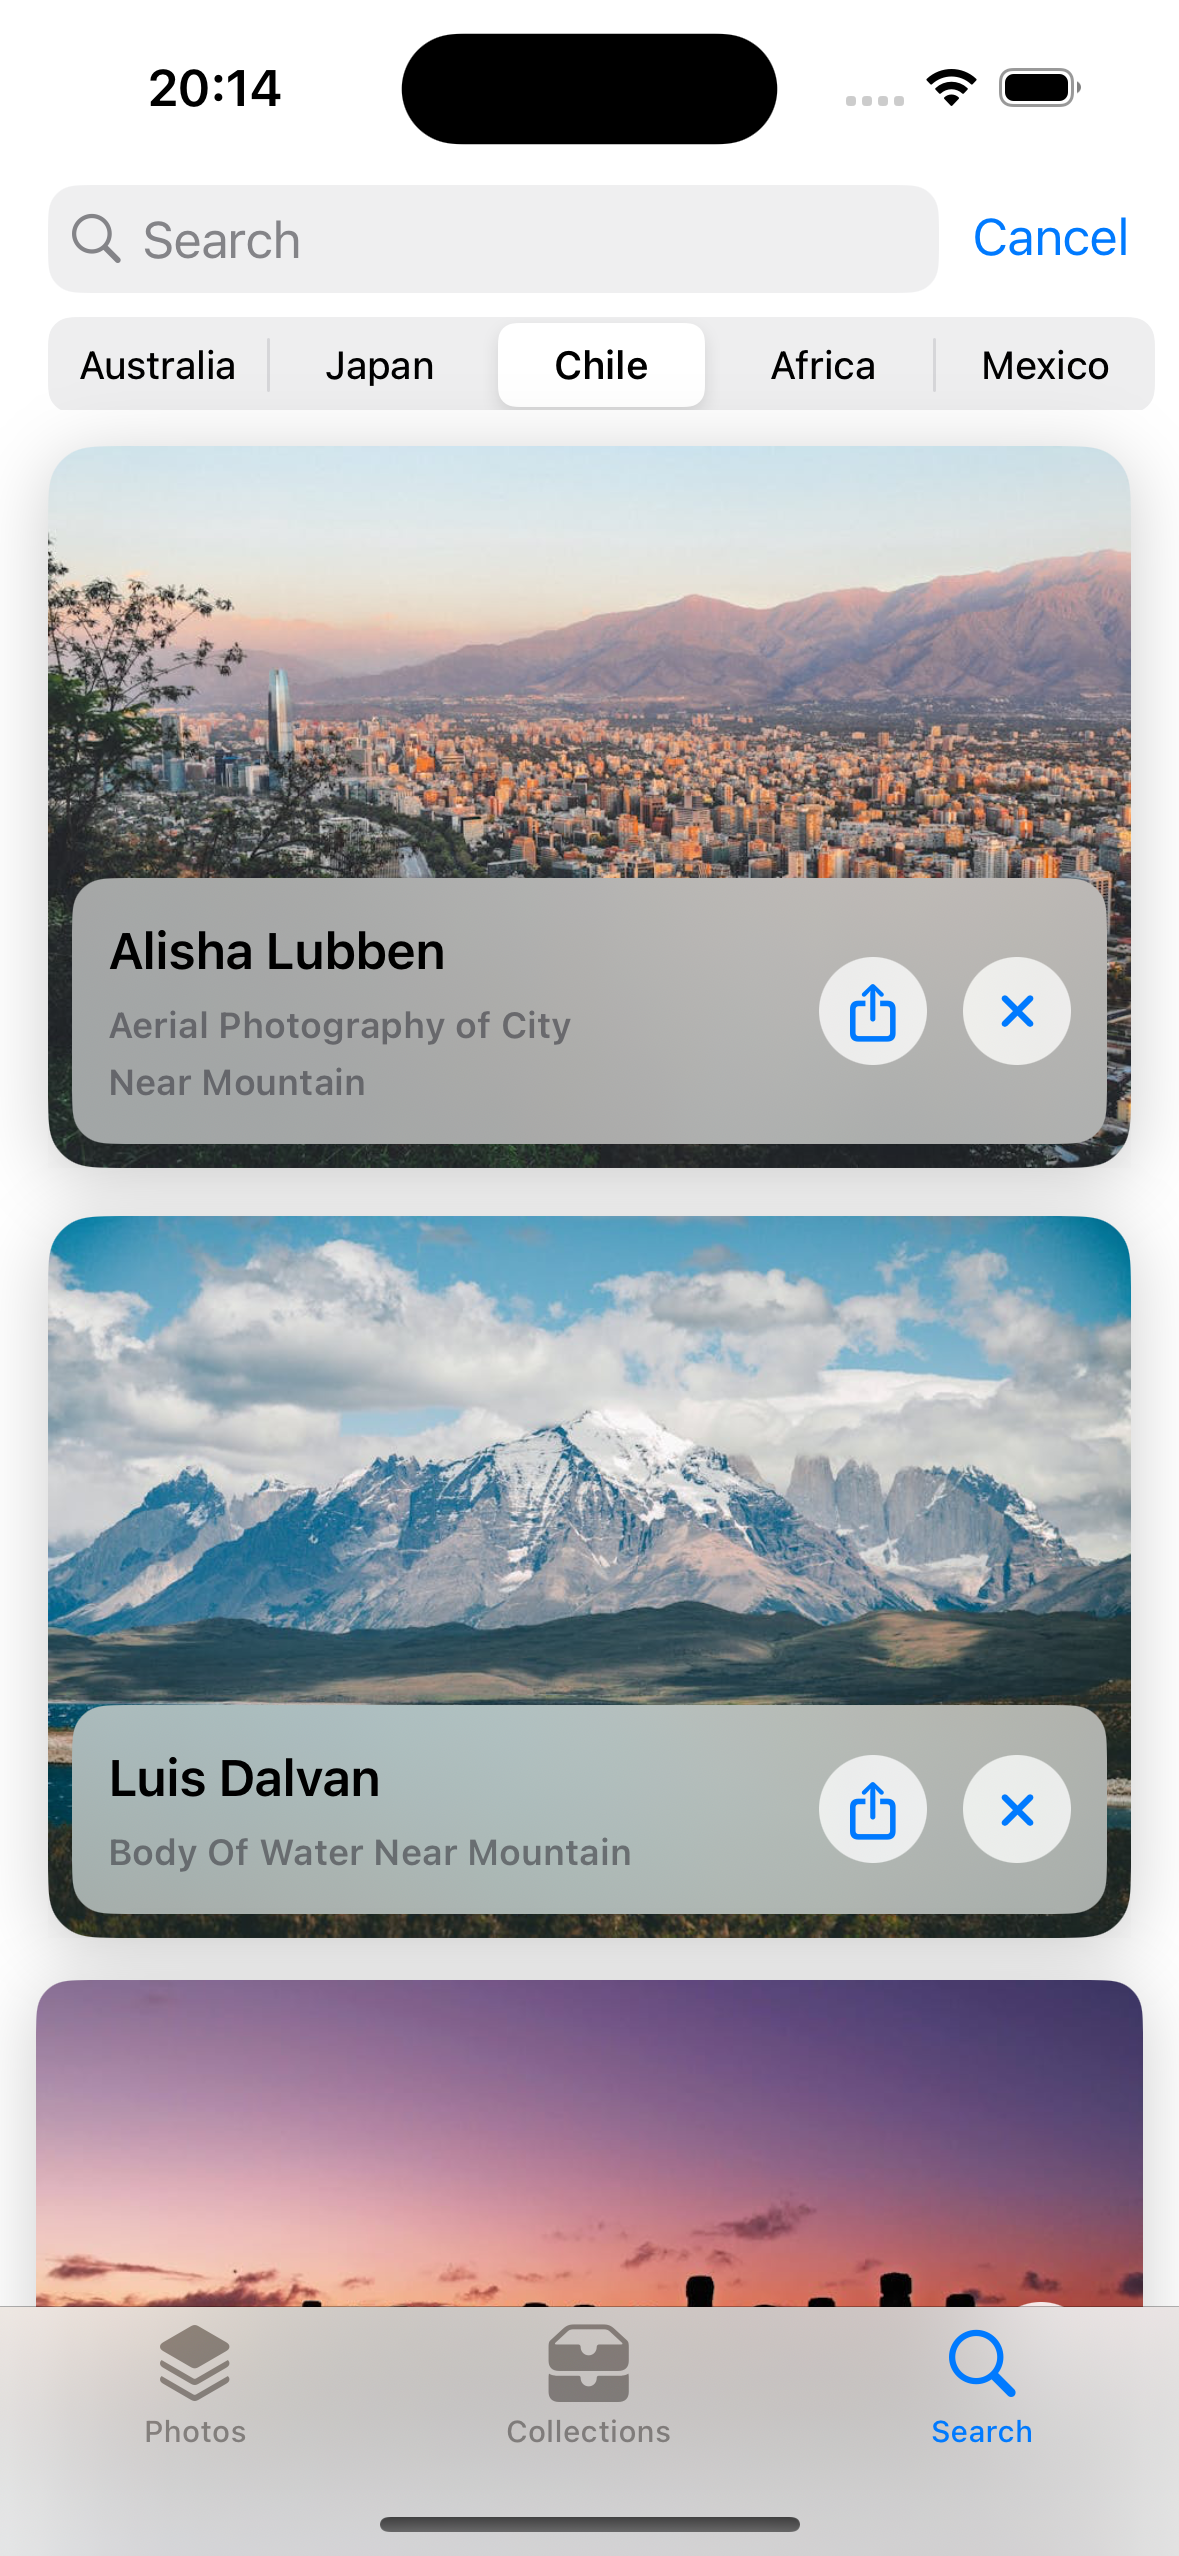 20:14
Search
Cancel
Australia
Japan
Chile
Africa
Mexico
Alisha Lubben
Aerial Photography of City
Near Mountain
Luis Dalvan
Body Of Water Near Mountain
Photos
Collections
Search